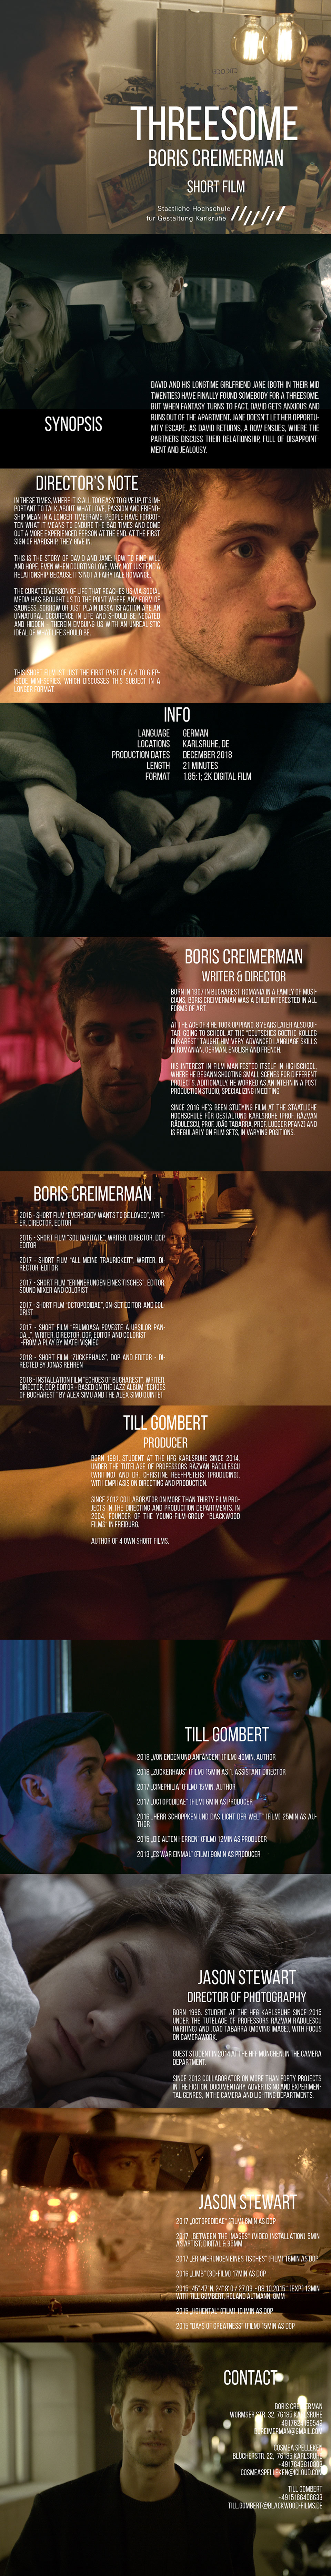 THREESOME
BORIS CREIMERMAN
SHORT FILM
Staatliche Hochschule
für Gestaltung Karlsruhe
DAVID AND HIS LONGTIME GIRLFRIEND JANE (BOTH IN THEIR MID
TWENTIES) HAVE FINALLY FOUND SOMEBODY FOR A THREESOME.
BUT WHEN FANTASY TURNS TO FACT, DAVID GETS ANXIOUS AND
RUNS OUT OF THE APARTMENT. JANE DOESN'T LET HER OPPORTU-
NITY ESCAPE. AS DAVID RETURNS, A ROW ENSUES, WHERE THE
PARTNERS DISCUSS THEIR RELATIONSHIP, FULL OF DISAPPOINT-
MENT AND JEALOUSY.
SYNOPSIS
DIRECTOR'S NOTE
IN THESE TIMES, WHERE IT IS ALL TOO EASY TO GIVE UP, IT'S IM-
PORTANT TO TALK ABOUT WHAT LOVE, PASSION AND FRIEND-
SHIP MEAN IN A LONGER TIMEFRAME. PEOPLE HAVE FORGOT-
TEN WHAT IT MEANS TO ENDURE THE BAD TIMES AND COME
OUT A MORE EXPERIENCED PERSON AT THE END. AT THE FIRST
SIGN OF HARDSHIP, THEY GIVE IN.
THIS IS THE STORY OF DAVID AND JANE: HOW TO FIND WILL
AND HOPE, EVEN WHEN DOUBTING LOVE. WHY NOT JUST END A
RELATIONSHIP, BECAUSE IT'S NOT A FAIRYTALE ROMANCE.
THE CURATED VERSION OF LIFE THAT REACHES US VIA SOCIAL
MEDIA HAS BROUGHT US TO THE POINT WHERE ANY FORM OF
SADNESS, SORROW OR JUST PLAIN DISSATISFACTION ARE AN
UNNATURAL OCCURENCE IN LIFE AND SHOULD BE NEGATED
AND HIDDEN - THEREIN EMBUING US WITH AN UNREALISTIC
IDEAL OF WHAT LIFE SHOULD BE.
THIS SHORT FILM IST JUST THE FIRST PART OF A 4 TO 6 EP-
ISODE MINI-SERIES, WHICH DISCUSSES THIS SUBJECT IN A
LONGER FORMAT.
INFO
LANGUAGE GERMAN
LOCATIONS KARLSRUHE, DE
PRODUCTION DATES DECEMBER 2018
LENGTH 21 MINUTES
FORMAT 1.85:1; 2K DIGITAL FILM
BORIS CREIMERMAN
WRITER & DIRECTOR
BORN IN 1997 IN BUCHAREST, ROMANIA IN A FAMILY OF MUSI-
CIANS, BORIS CREIMERMAN WAS A CHILD INTERESTED IN ALL
FORMS OF ART.
AT THE AGE OF 4 HE TOOK UP PIANO, 8 YEARS LATER ALSO GUI-
TAR. GOING TO SCHOOL AT THE "DEUTSCHES GOETHE-KOLLEG
BUKAREST" TAUGHT HIM VERY ADVANCED LANGUAGE SKILLS
IN ROMANIAN, GERMAN, ENGLISH AND FRENCH.
HIS INTEREST IN FILM MANIFESTED ITSELF IN HIGHSCHOOL,
WHERE HE BEGANN SHOOTING SMALL SCENES FOR DIFFERENT
PROJECTS. ADITIONALLY, HE WORKED AS AN INTERN IN A POST
PRODUCTION STUDIO, SPECIALIZING IN EDITING.
SINCE 2016 HE'S BEEN STUDYING FILM AT THE STAATLICHE
HOCHSCHULE FÜR GESTALTUNG KARLSRUHE (PROF. RĂZVAN
RĂDULESCU, PROF. JOÃO TABARRA, PROF. LUDGER PFANZ) AND
IS REGULARLY ON FILM SETS, IN VARYING POSITIONS.
BORIS CREIMERMAN
2015 - SHORT FILM "EVERYBODY WANTS TO BE LOVED", WRIT-
ER, DIRECTOR, EDITOR
2016 - SHORT FILM "SOLIDARITATE", WRITER, DIRECTOR, DOP,
EDITOR
2017 - SHORT FILM "ALL MEINE TRAURIGKEIT", WRITER, DI-
RECTOR, EDITOR
2017 - SHORT FILM "ERINNERUNGEN EINES TISCHES", EDITOR,
SOUND MIXER AND COLORIST
2017 - SHORT FILM "OCTOPODIDAE", ON-SET EDITOR AND COL-
ORIST
2017 - SHORT FILM "FRUMOASA POVESTE A URȘILOR PAN-
DA...", WRITER, DIRECTOR, DOP, EDITOR AND COLORIST
-FROM A PLAY BY MATEI VIȘNIEC
2018 - SHORT FILM "ZUCKERHAUS", DOP AND EDITOR - DI-
RECTED BY JONAS REHREN
2018 - INSTALLATION FILM "ECHOES OF BUCHAREST", WRITER,
DIRECTOR, DOP, EDITOR - BASED ON THE JAZZ ALBUM "ECHOES
OF BUCHAREST" BY ALEX SIMU AND THE ALEX SIMU QUINTET
TILL GOMBERT
PRODUCER
BORN 1991. STUDENT AT THE HFG KARLSRUHE SINCE 2014,
UNDER THE TUTELAGE OF PROFESSORS RĂZVAN RĂDULESCU
(WRITING) AND DR. CHRISTINE REEH-PETERS (PRODUCING),
WITH EMPHASIS ON DIRECTING AND PRODUCTION.
SINCE 2012 COLLABORATOR ON MORE THAN THIRTY FILM PRO-
JECTS IN THE DIRECTING AND PRODUCTION DEPARTMENTS. IN
2004, FOUNDER OF THE YOUNG-FILM-GROUP "BLACKWOOD
FILMS" IN FREIBURG.
AUTHOR OF 4 OWN SHORT FILMS.
TILL GOMBERT
2018 „VON ENDEN UND ANFÄNGEN" (FILM) 40MIN, AUTHOR
2018 „ZUCKERHAUS" (FILM) 15MIN AS 1. ASSISTANT DIRECTOR
2017 „CINEPHILIA" (FILM) 15MIN, AUTHOR
2017 „OCTOPODIDAE" (FILM) 6MIN AS PRODUCER
2016 „HERR SCHÖPPKEN UND DAS LICHT DER WELT" (FILM) 25MIN AS AU-
THOR
2015 „DIE ALTEN HERREN" (FILM) 12MIN AS PRODUCER
2013 „ES WAR EINMAL" (FILM) 98MIN AS PRODUCER
JASON STEWART
DIRECTOR OF PHOTOGRAPHY
BORN 1995. STUDENT AT THE HFG KARLSRUHE SINCE 2015
UNDER THE TUTELAGE OF PROFESSORS RĂZVAN RĂDULESCU
(WRITING) AND JOÃO TABARRA (MOVING IMAGE), WITH FOCUS
ON CAMERAWORK.
GUEST STUDENT IN 2014 AT THE HFF MÜNCHEN, IN THE CAMERA
DEPARTMENT.
SINCE 2013 COLLABORATOR ON MORE THAN FORTY PROJECTS
IN THE FICTION, DOCUMENTARY, ADVERTISING AND EXPERIMEN-
TAL GENRES, IN THE CAMERA AND LIGHTING DEPARTMENTS.
JASON STEWART
2017 „OCTOPEDIDAE" (FILM) 6MIN AS DOP
2017 „BETWEEN THE IMAGES" (VIDEO INSTALLATION) 5MIN
AS ARTIST, DIGITAL & 35MM
2017 „ERINNERUNGEN EINES TISCHES" (FILM) 16MIN AS DOP
2016 „LIMB" (3D-FILM) 17MIN AS DOP
WITH TILL GOMBERT, ROLAND ALTMANN, 8MM
2015 „HOHENTAL" (FILM) 101MIN AS DOP
2015 "DAYS OF GREATNESS" (FILM) 15MIN AS DOP
CONTACT
BORIS CREIMERMAN
WORMSER STR. 32, 76185 KARLSRUHE
COSMEA SPELLEKEN
BLÜCHERSTR. 22, 76185 KARLSRUHE
COSMEASPELLEKEN@ICLOUD.COM
TILL GOMBERT
+4915166406633
TILL.GOMBERT@BLACKWOOD-FILMS.DE